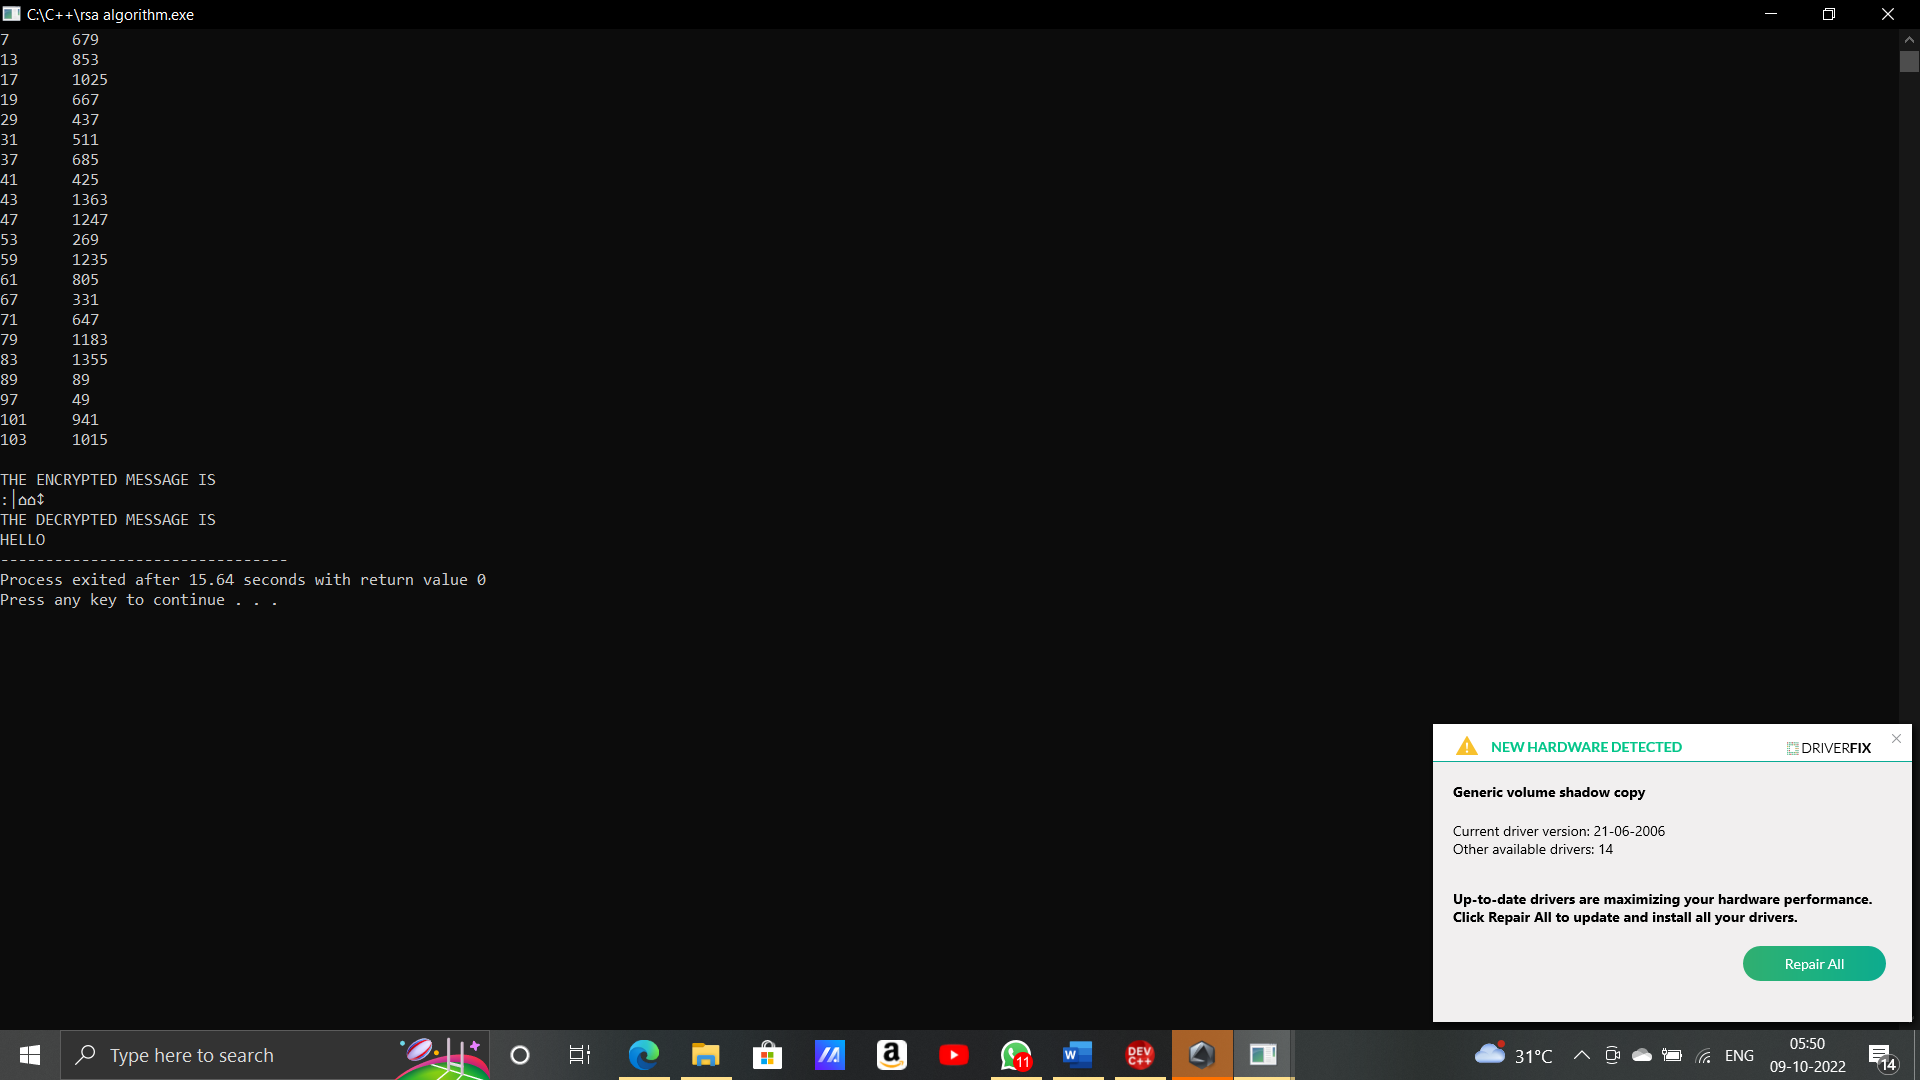 C:\C++\rsa algorithm.exe
7 679
13 853
17 1025
19 667
29 437
31 511
37 685
41 425
43 1363
47 1247
53 269
59 1235
61 805
67 331
71 647
79 1183
83 1355
89 89
97 49
101 941
103 1015
THE ENCRYPTED MESSAGE IS
:│⌂⌂↕
THE DECRYPTED MESSAGE IS
HELLO
--------------------------------
Process exited after 15.64 seconds with return value 0
Press any key to continue . . .
NEW HARDWARE DETECTED DRIVERFIX
Generic volume shadow copy
Current driver version: 21-06-2006
Other available drivers: 14
Up-to-date drivers are maximizing your hardware performance.
Click Repair All to update and install all your drivers.
Repair All
Type here to search
a
11
W
DEV
C++
31°C
ENG
05:50
09-10-2022
14